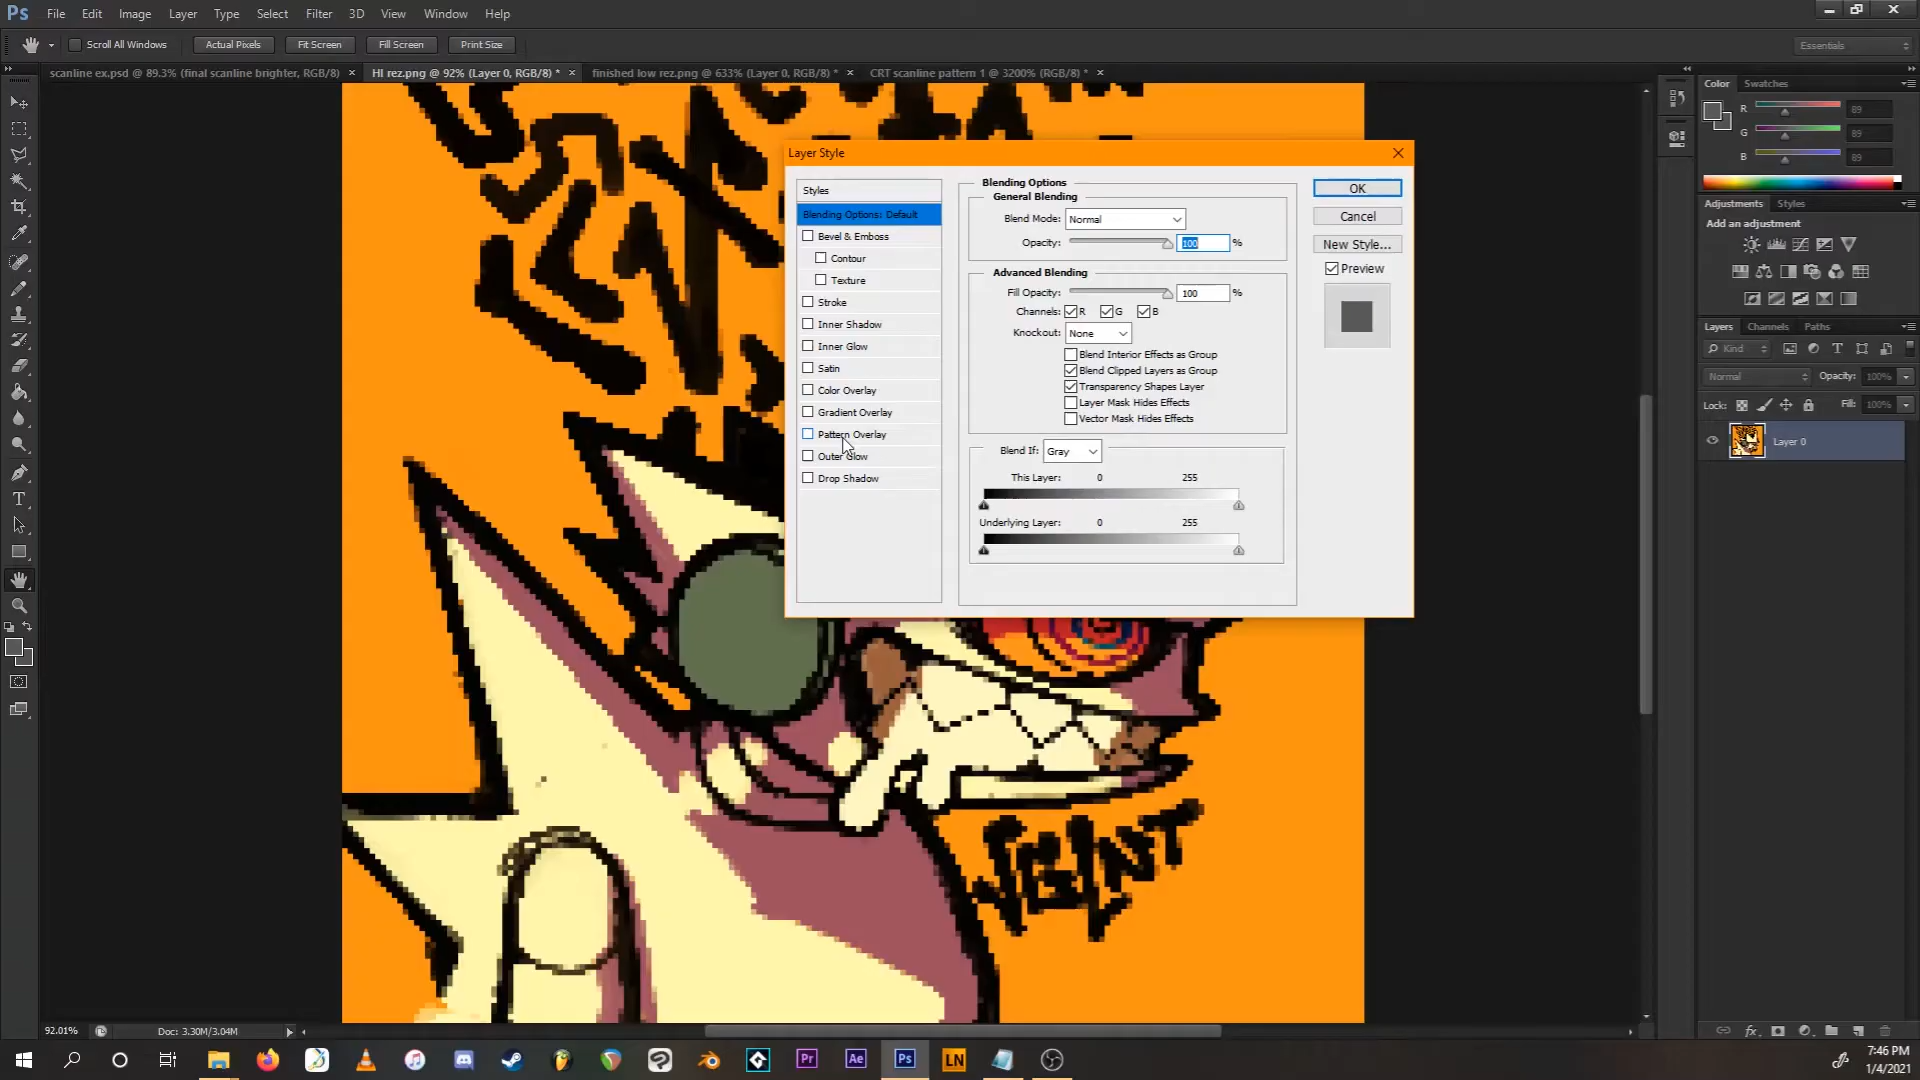 Ps File Edit Image Layer Type Select Filter 3D View Window Help
Scroll All Windows Actual Pixels Fit Screen Fill Screen Print Size Essentials
scanline ex.psd @ 89.3% (final scanline brighter, RGB/8) × HI rez.png @ 92% (Layer 0, RGB/8) * × finished low rez.png @ 633% (Layer 0, RGB/8) * × CRT scanline pattern 1 @ 3200% (RGB/8) * ×
Color Swatches
R 89
G 89
B 89
Adjustments Styles
Add an adjustment
Layers Channels Paths
Kind
Normal Opacity: 100%
Lock: Fill: 100%
Layer 0
Layer Style
Styles
Blending Options: Default
Bevel & Emboss
Contour
Texture
Stroke
Inner Shadow
Inner Glow
Satin
Color Overlay
Gradient Overlay
Pattern Overlay
Outer Glow
Drop Shadow
Blending Options
General Blending
Blend Mode: Normal
Opacity: 100 %
Advanced Blending
Fill Opacity: 100 %
Channels: R G B
Knockout: None
Blend Interior Effects as Group
Blend Clipped Layers as Group
Transparency Shapes Layer
Layer Mask Hides Effects
Vector Mask Hides Effects
Blend If: Gray
This Layer: 0 255
Underlying Layer: 0 255
OK
Cancel
New Style...
Preview
92.01% Doc: 3.30M/3.04M
Pr Ae Ps LN
7:46 PM
1/4/2021